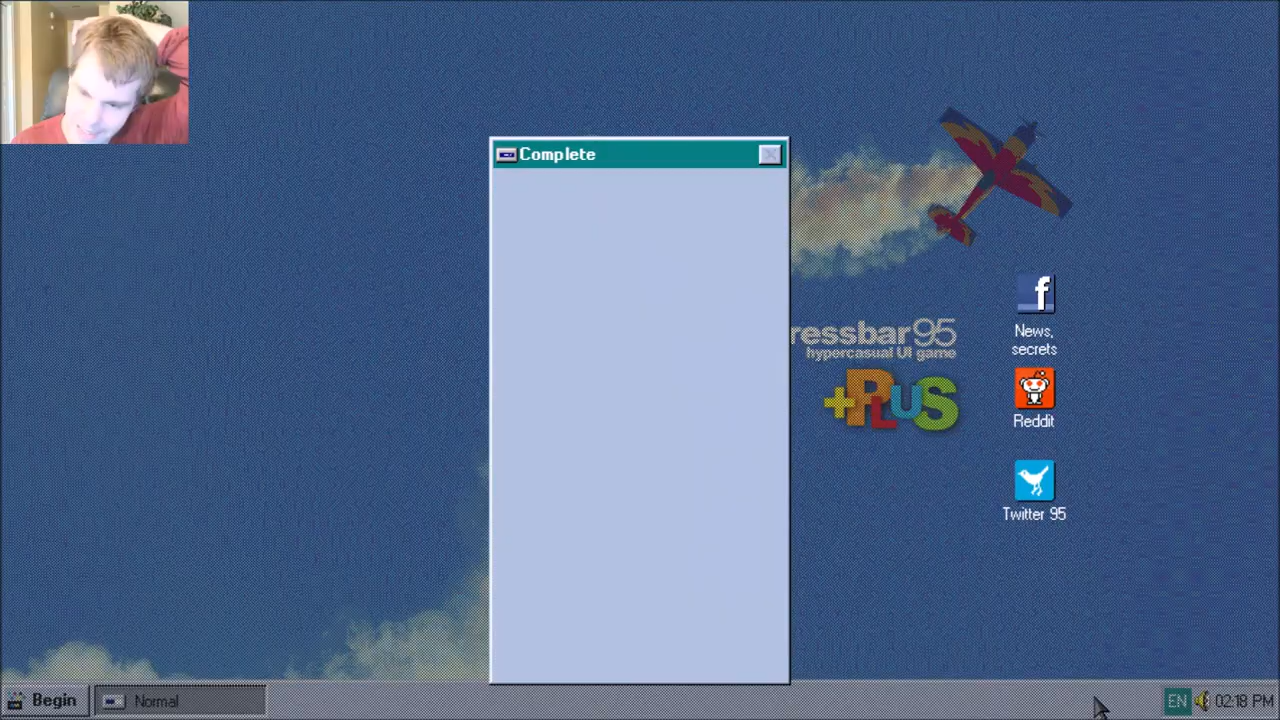 Complete
ressbar95
hypercasual UI game
+PLUS
News,
secrets
Reddit
Twitter 95
Begin
Normal
EN
02:18 PM